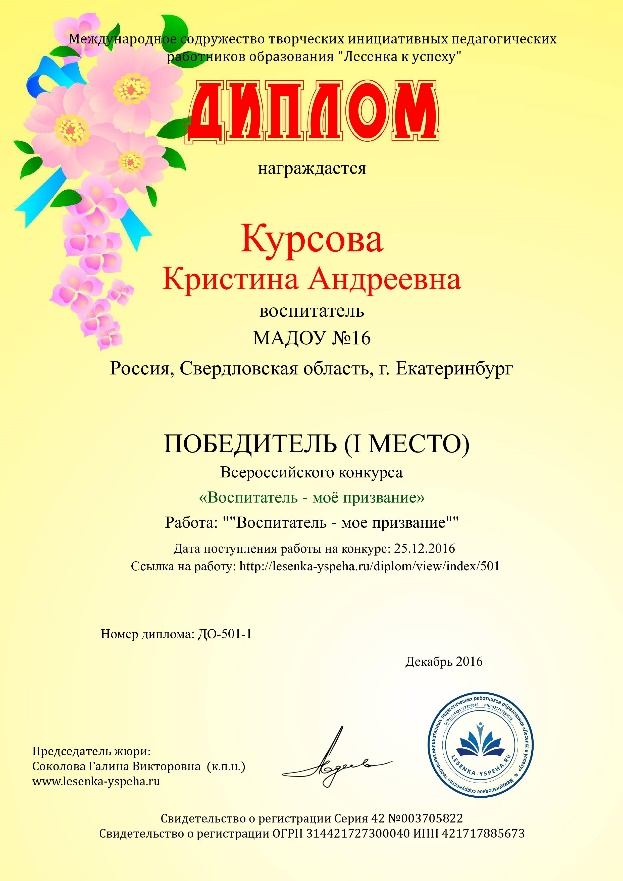 Международное содружество творческих инициативных педагогических
работников образования "Лесенка к успеху"
ДИПЛОМ
награждается
Курсова
Кристина Андреевна
воспитатель
МАДОУ №16
Россия, Свердловская область, г. Екатеринбург
ПОБЕДИТЕЛЬ (I МЕСТО)
Всероссийского конкурса
«Воспитатель - моё призвание»
Работа: ""Воспитатель - мое призвание""
Дата поступления работы на конкурс: 25.12.2016
Ссылка на работу: http://lesenka-yspeha.ru/diplom/view/index/501
Номер диплома: ДО-501-1
Декабрь 2016
Председатель жюри:
Соколова Галина Викторовна (к.п.н.)
www.lesenka-yspeha.ru
LESENKA-YSPEHA.RU
Свидетельство о регистрации Серия 42 №003705822
Свидетельство о регистрации ОГРН 314421727300040 ИНН 421717885673